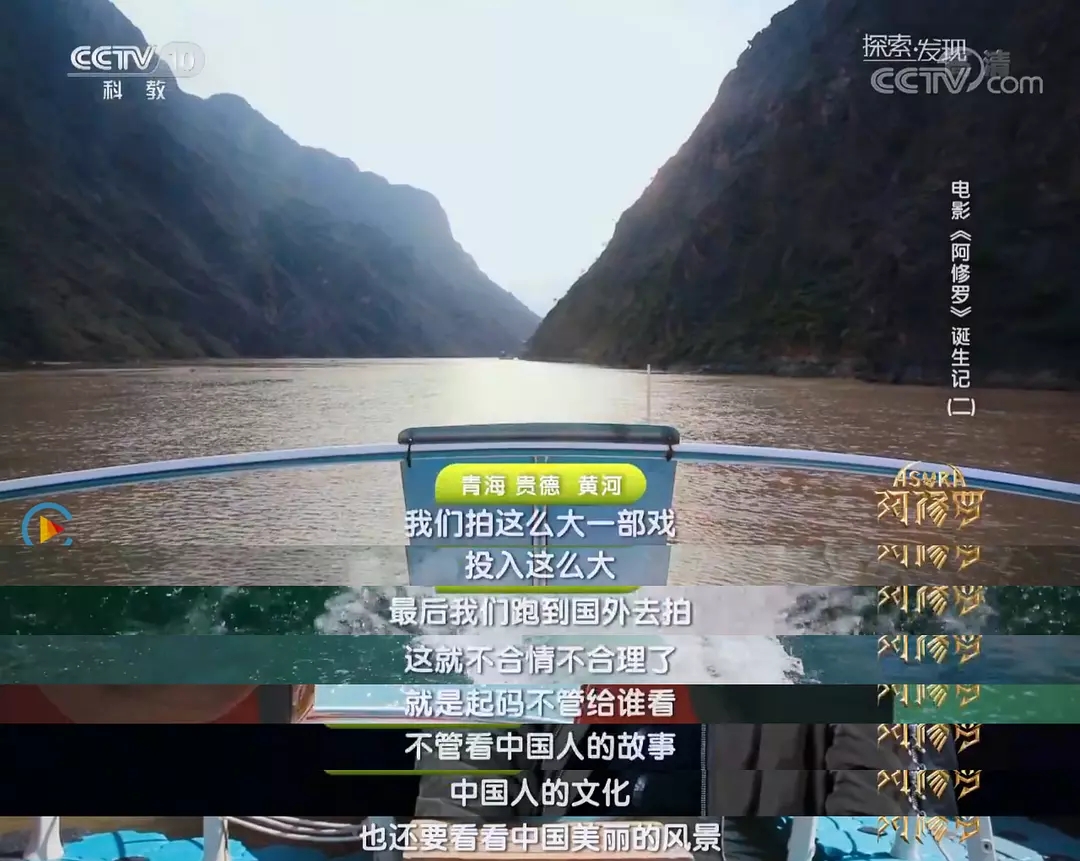 CCTV 10
科教
探索·发现
高清
CCTV.com
电影《阿修罗》诞生记(二)
ASURA
阿修罗
青海 贵德 黄河
我们拍这么大一部戏
投入这么大
最后我们跑到国外去拍
这就不合情不合理了
就是起码不管给谁看
不管看中国人的故事
中国人的文化
也还要看看中国美丽的风景